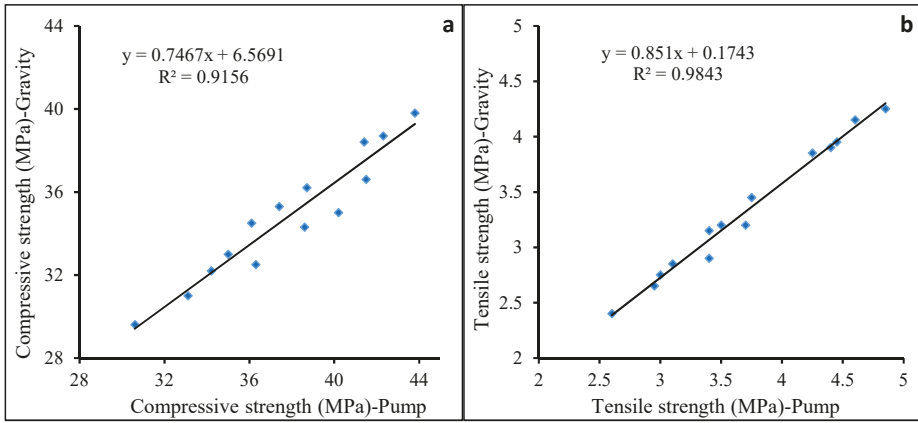 a
y = 0.7467x + 6.5691
R² = 0.9156
Compressive strength (MPa)-Gravity
44
40
36
32
28
28 32 36 40 44
Compressive strength (MPa)-Pump
b
y = 0.851x + 0.1743
R² = 0.9843
Tensile strength (MPa)-Gravity
5
4.5
4
3.5
3
2.5
2
2 2.5 3 3.5 4 4.5 5
Tensile strength (MPa)-Pump